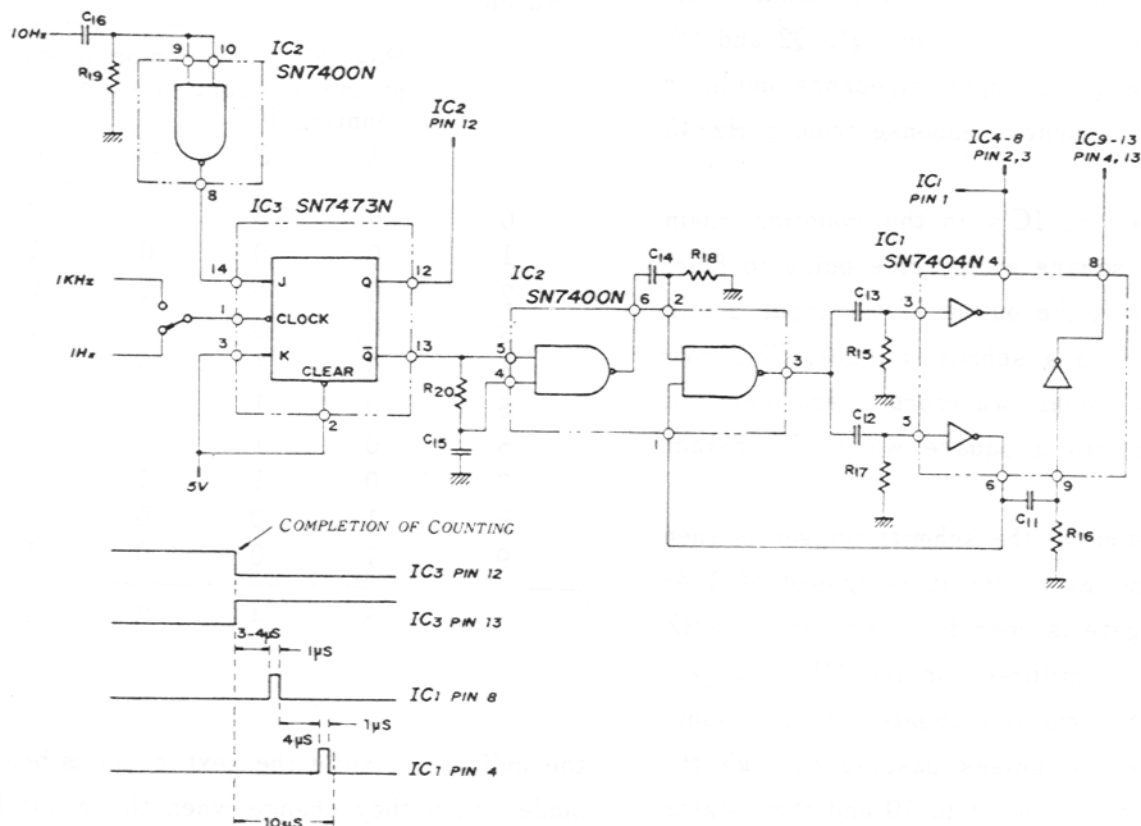 C16
10Hz
R19
9 10
IC2
SN7400N
8
IC2
PIN 12
IC3 SN7473N
14 J Q 12
1KHz
1 CLOCK
1Hz
3 K Q̅ 13
CLEAR
2
5V
R20
C15
IC2
SN7400N
C14
R18
6 2
5
4
3
1
C13
R15
C12
R17
IC4-8
PIN 2,3
IC9-13
PIN 4,13
IC1
PIN 1
IC1
SN7404N
4
8
3
5
6
9
C11
R16
COMPLETION OF COUNTING
IC3 PIN 12
IC3 PIN 13
3-4μS
1μS
IC1 PIN 8
4μS
1μS
IC1 PIN 4
10μS